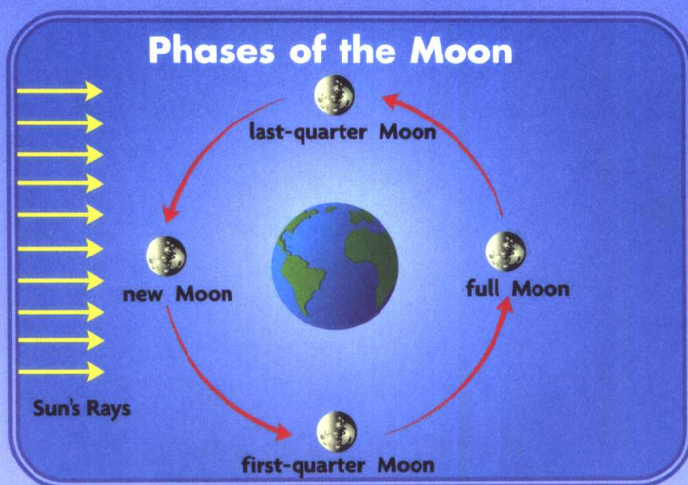 Phases of the Moon
last-quarter Moon
new Moon
full Moon
Sun's Rays
first-quarter Moon